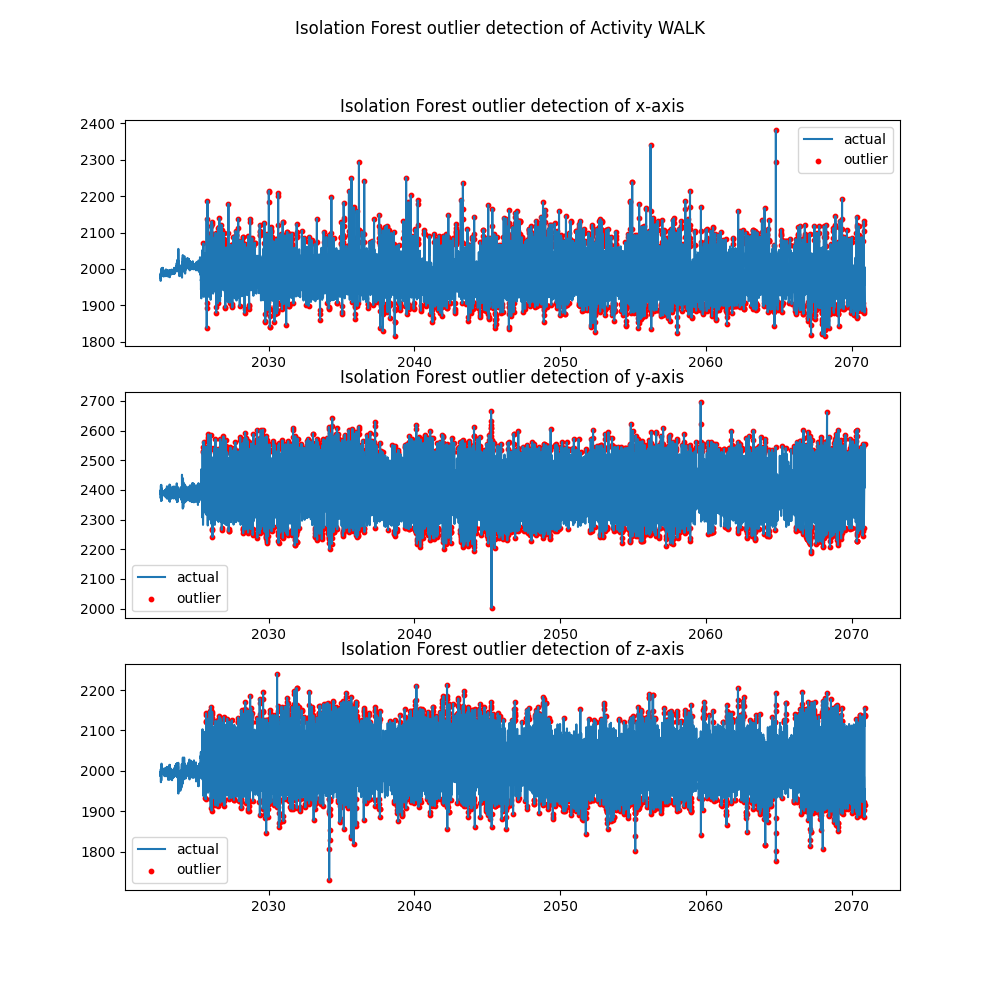 Isolation Forest outlier detection of Activity WALK
Isolation Forest outlier detection of x-axis
2400
2300
2200
2100
2000
1900
1800
actual
outlier
2030 2040 2050 2060 2070
Isolation Forest outlier detection of y-axis
2700
2600
2500
2400
2300
2200
2100
2000
actual
outlier
2030 2040 2050 2060 2070
Isolation Forest outlier detection of z-axis
2200
2100
2000
1900
1800
actual
outlier
2030 2040 2050 2060 2070